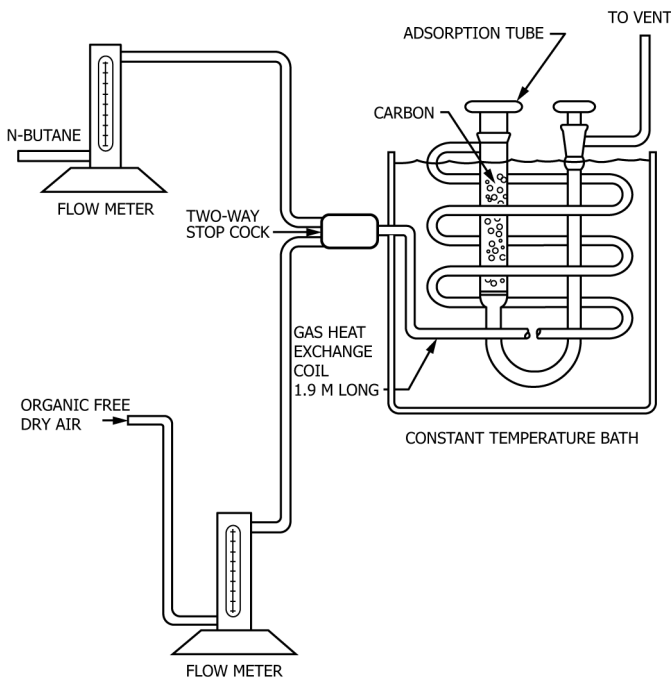 TO VENT
ADSORPTION TUBE
CARBON
N-BUTANE
FLOW METER
TWO-WAY
STOP COCK
GAS HEAT
EXCHANGE
COIL
1.9 M LONG
ORGANIC FREE
DRY AIR
CONSTANT TEMPERATURE BATH
FLOW METER